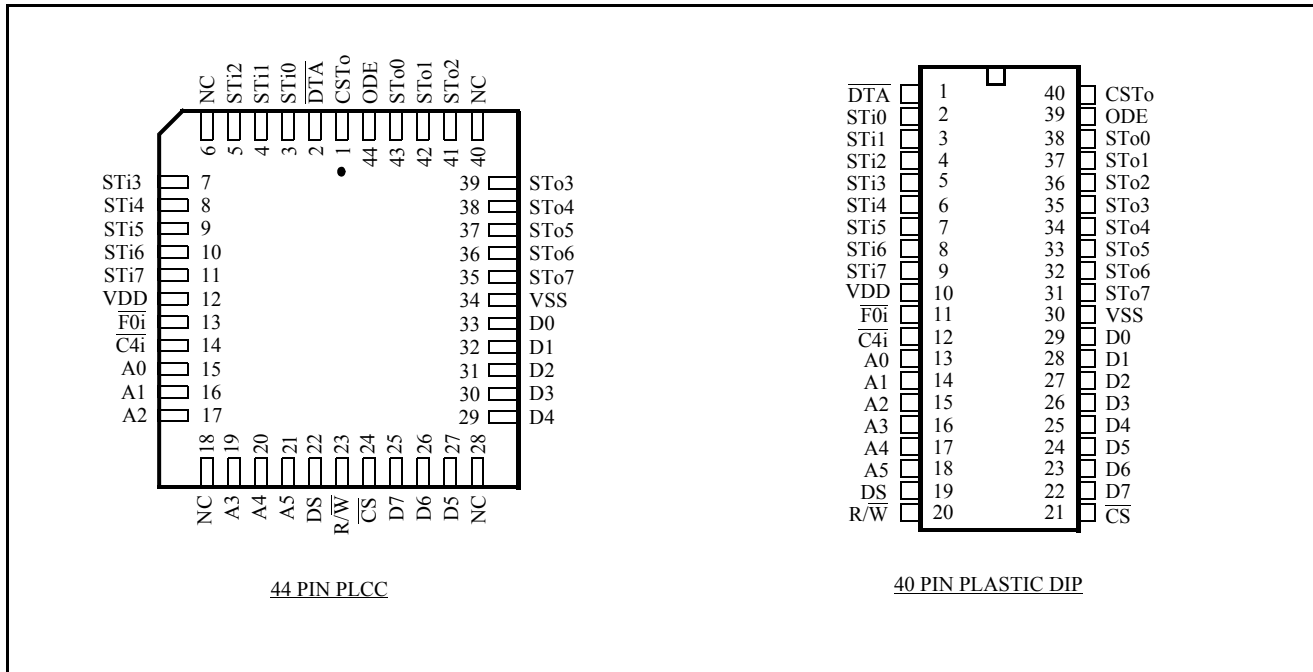 NC STi2 STi1 STi0 D̅T̅A̅ CSTo ODE STo0 STo1 STo2 NC
6 5 4 3 2 1 44 43 42 41 40
STi3 7 39 STo3
STi4 8 38 STo4
STi5 9 37 STo5
STi6 10 36 STo6
STi7 11 35 STo7
VDD 12 34 VSS
F̅0̅i̅ 13 33 D0
C̅4̅i̅ 14 32 D1
A0 15 31 D2
A1 16 30 D3
A2 17 29 D4
18 19 20 21 22 23 24 25 26 27 28
NC A3 A4 A5 DS R/W̅ C̅S̅ D7 D6 D5 NC
44 PIN PLCC
D̅T̅A̅ 1 40 CSTo
STi0 2 39 ODE
STi1 3 38 STo0
STi2 4 37 STo1
STi3 5 36 STo2
STi4 6 35 STo3
STi5 7 34 STo4
STi6 8 33 STo5
STi7 9 32 STo6
VDD 10 31 STo7
F̅0̅i̅ 11 30 VSS
C̅4̅i̅ 12 29 D0
A0 13 28 D1
A1 14 27 D2
A2 15 26 D3
A3 16 25 D4
A4 17 24 D5
A5 18 23 D6
DS 19 22 D7
R/W̅ 20 21 C̅S̅
40 PIN PLASTIC DIP